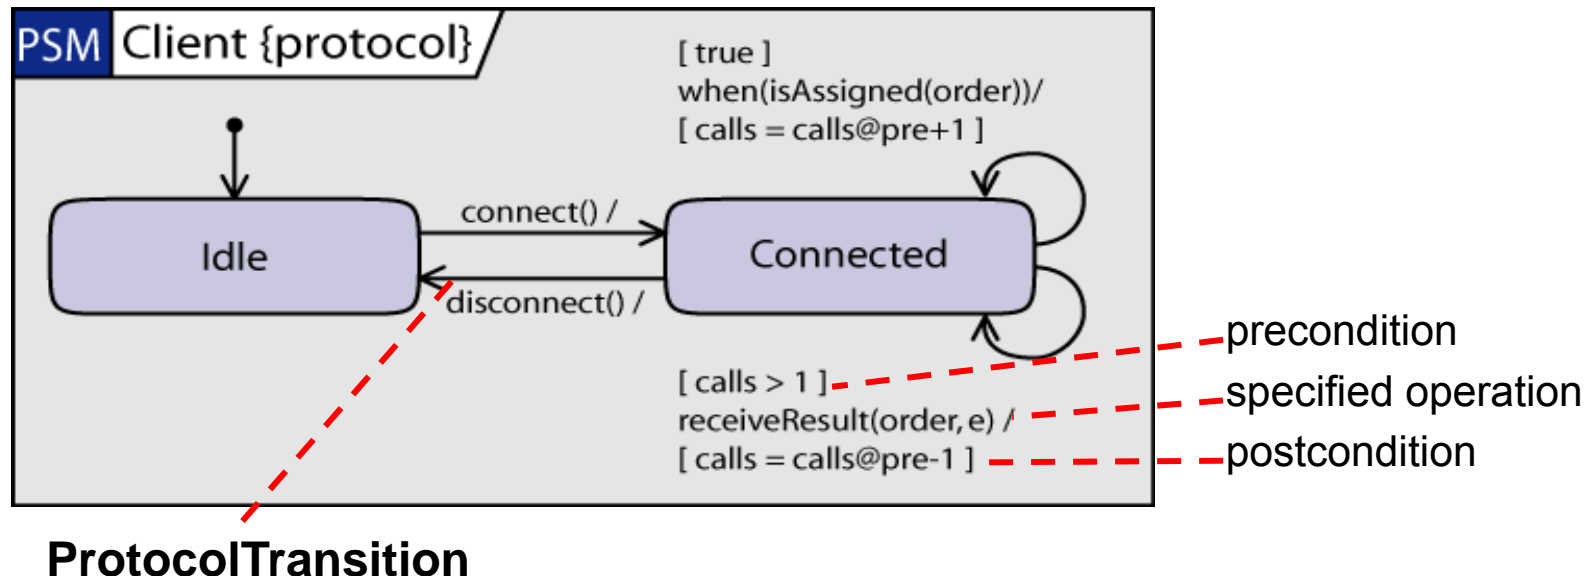 PSM Client {protocol}
[ true ]
when(isAssigned(order))/
[ calls = calls@pre+1 ]
connect() /
Idle
Connected
disconnect() /
precondition
[ calls > 1 ]
specified operation
receiveResult(order, e) /
postcondition
[ calls = calls@pre-1 ]
ProtocolTransition